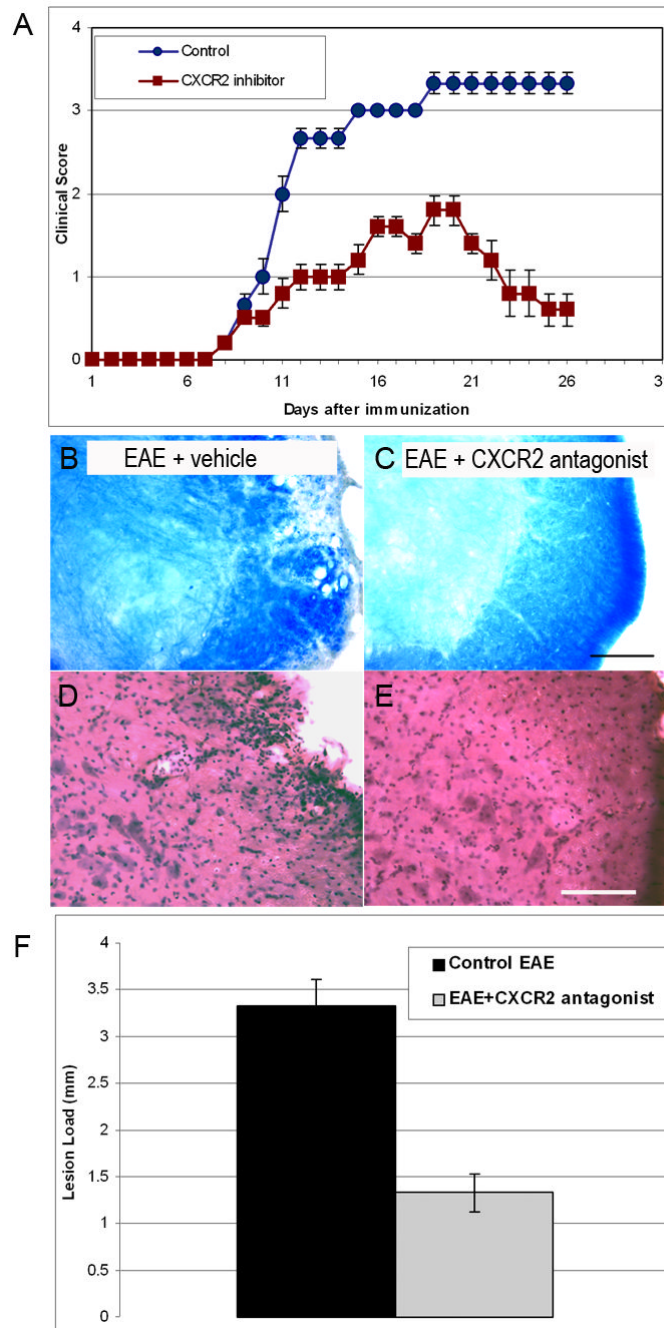 A
Control
CXCR2 inhibitor
4
3
2
1
0
Clinical Score
1 6 11 16 21 26 3
Days after immunization
B EAE + vehicle
C EAE + CXCR2 antagonist
D
E
F
Control EAE
EAE+CXCR2 antagonist
4
3.5
3
2.5
2
1.5
1
0.5
0
Lesion Load (mm)